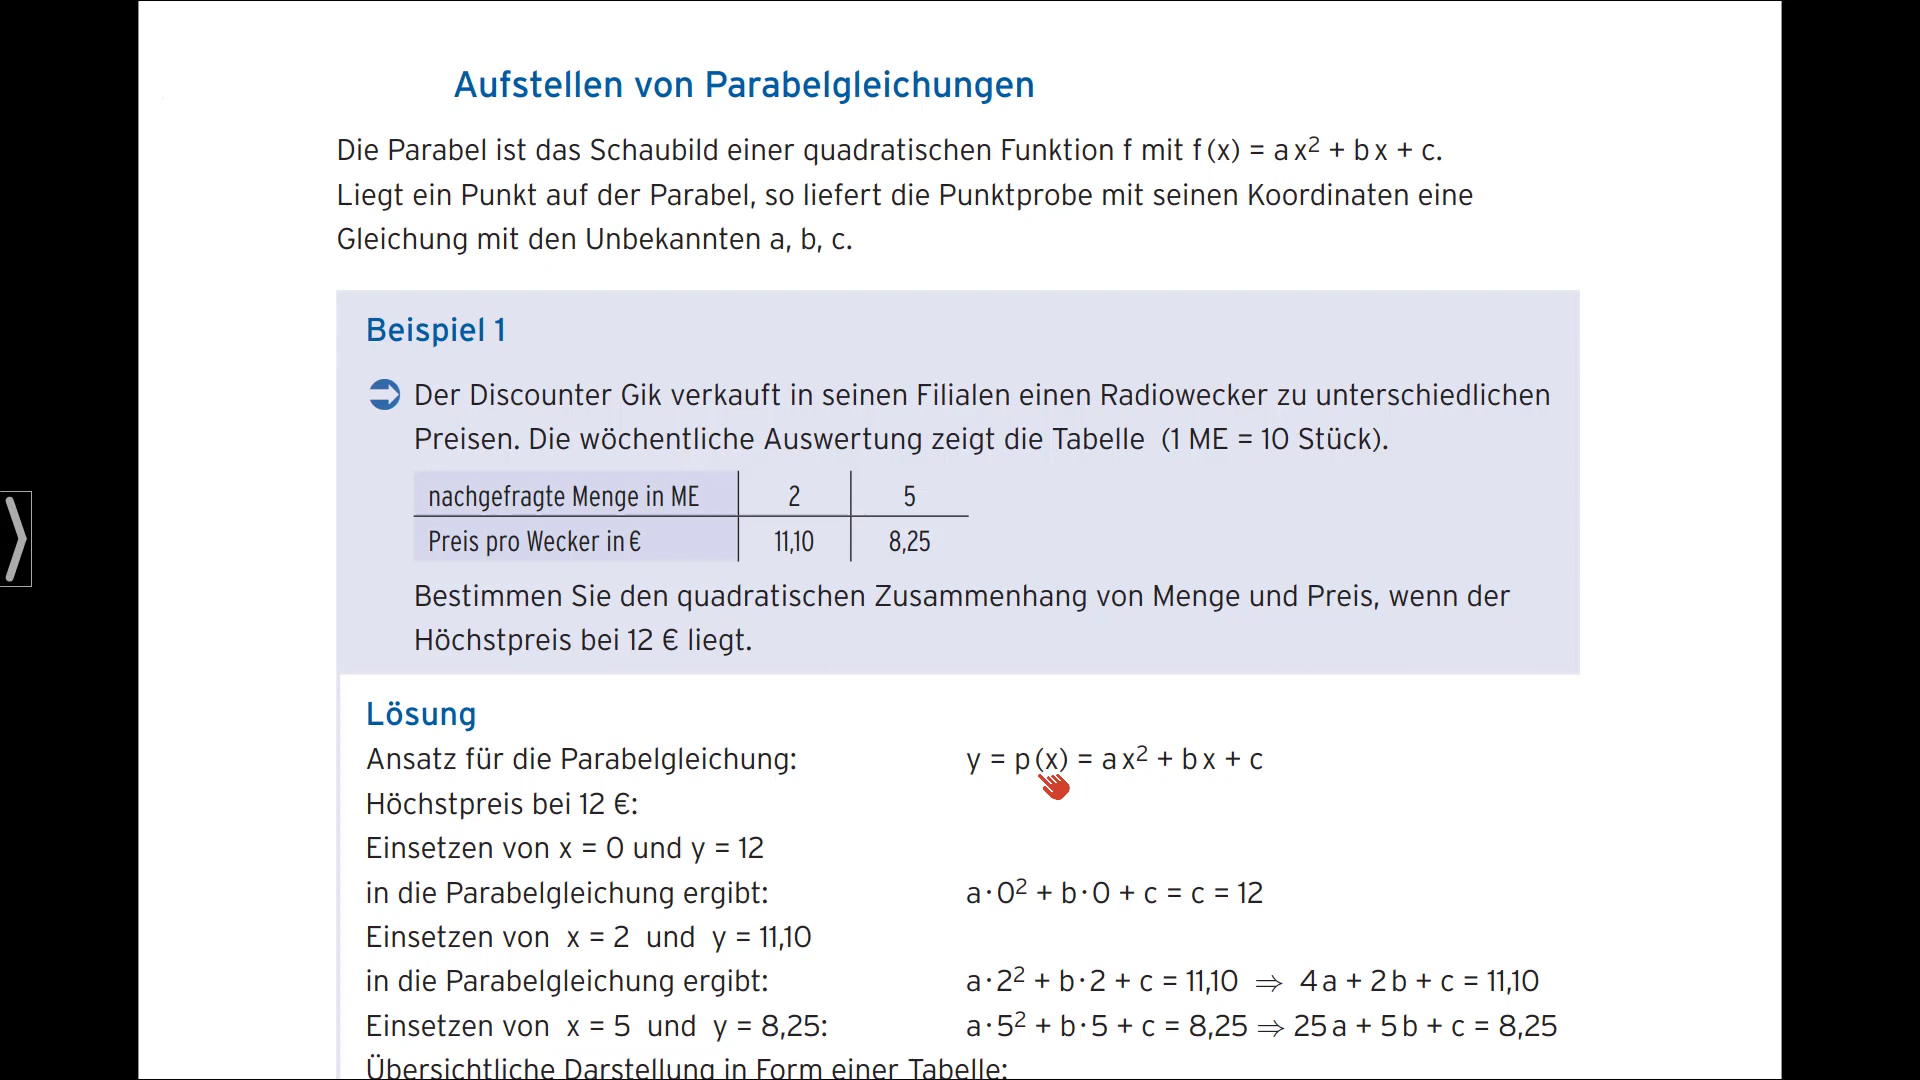 Aufstellen von Parabelgleichungen
Die Parabel ist das Schaubild einer quadratischen Funktion f mit f(x) = ax² + bx + c.
Liegt ein Punkt auf der Parabel, so liefert die Punktprobe mit seinen Koordinaten eine
Gleichung mit den Unbekannten a, b, c.
Beispiel 1
Der Discounter Gik verkauft in seinen Filialen einen Radiowecker zu unterschiedlichen
Preisen. Die wöchentliche Auswertung zeigt die Tabelle (1 ME = 10 Stück).
nachgefragte Menge in ME 2 5
Preis pro Wecker in € 11,10 8,25
Bestimmen Sie den quadratischen Zusammenhang von Menge und Preis, wenn der
Höchstpreis bei 12 € liegt.
Lösung
Ansatz für die Parabelgleichung: y = p(x) = ax² + bx + c
Höchstpreis bei 12 €:
Einsetzen von x = 0 und y = 12
in die Parabelgleichung ergibt: a·0² + b·0 + c = c = 12
Einsetzen von x = 2 und y = 11,10
in die Parabelgleichung ergibt: a·2² + b·2 + c = 11,10 ⇒ 4a + 2b + c = 11,10
Einsetzen von x = 5 und y = 8,25: a·5² + b·5 + c = 8,25 ⇒ 25a + 5b + c = 8,25
Übersichtliche Darstellung in Form einer Tabelle: